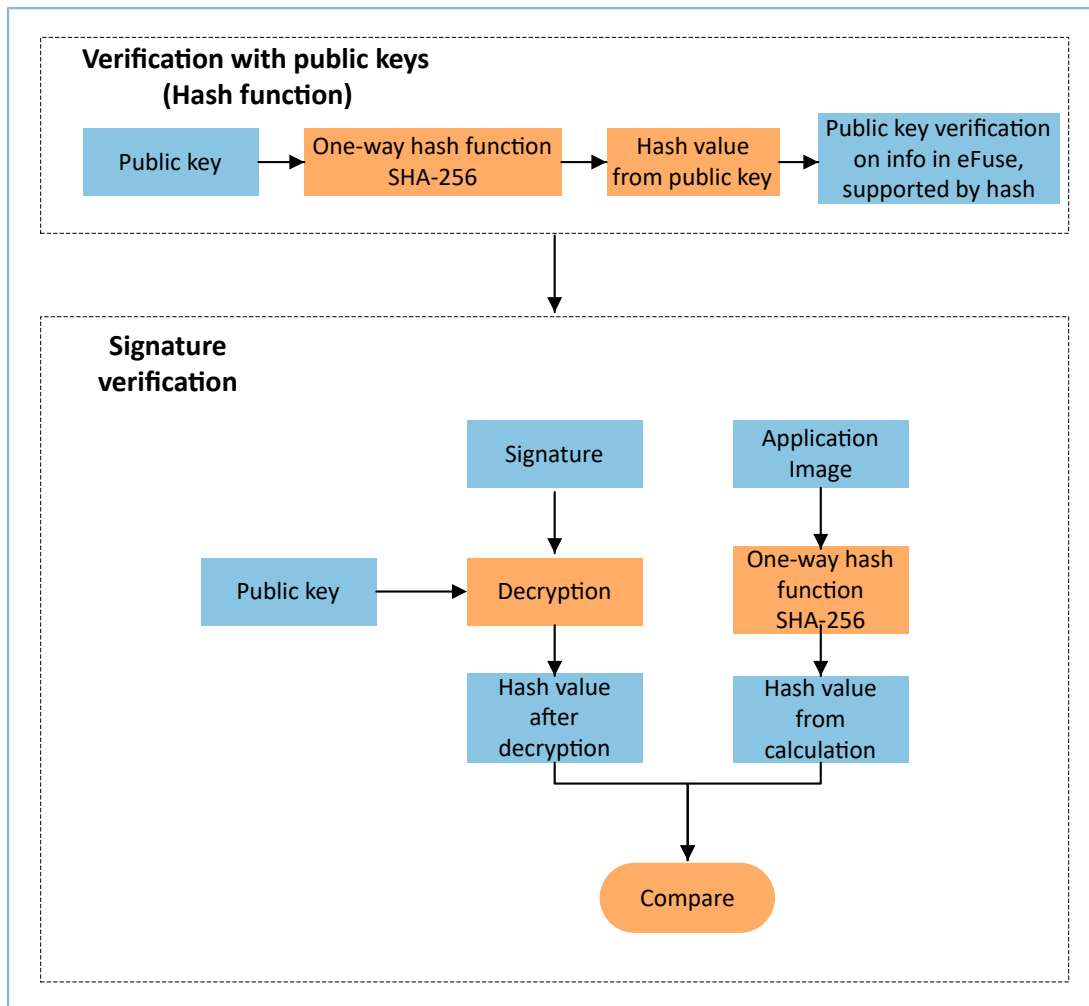 Verification with public keys
(Hash function)
Public key
One-way hash function
SHA-256
Hash value
from public key
Public key verification
on info in eFuse,
supported by hash
Signature
verification
Signature
Application
Image
Public key
Decryption
One-way hash
function
SHA-256
Hash value
after
decryption
Hash value
from
calculation
Compare